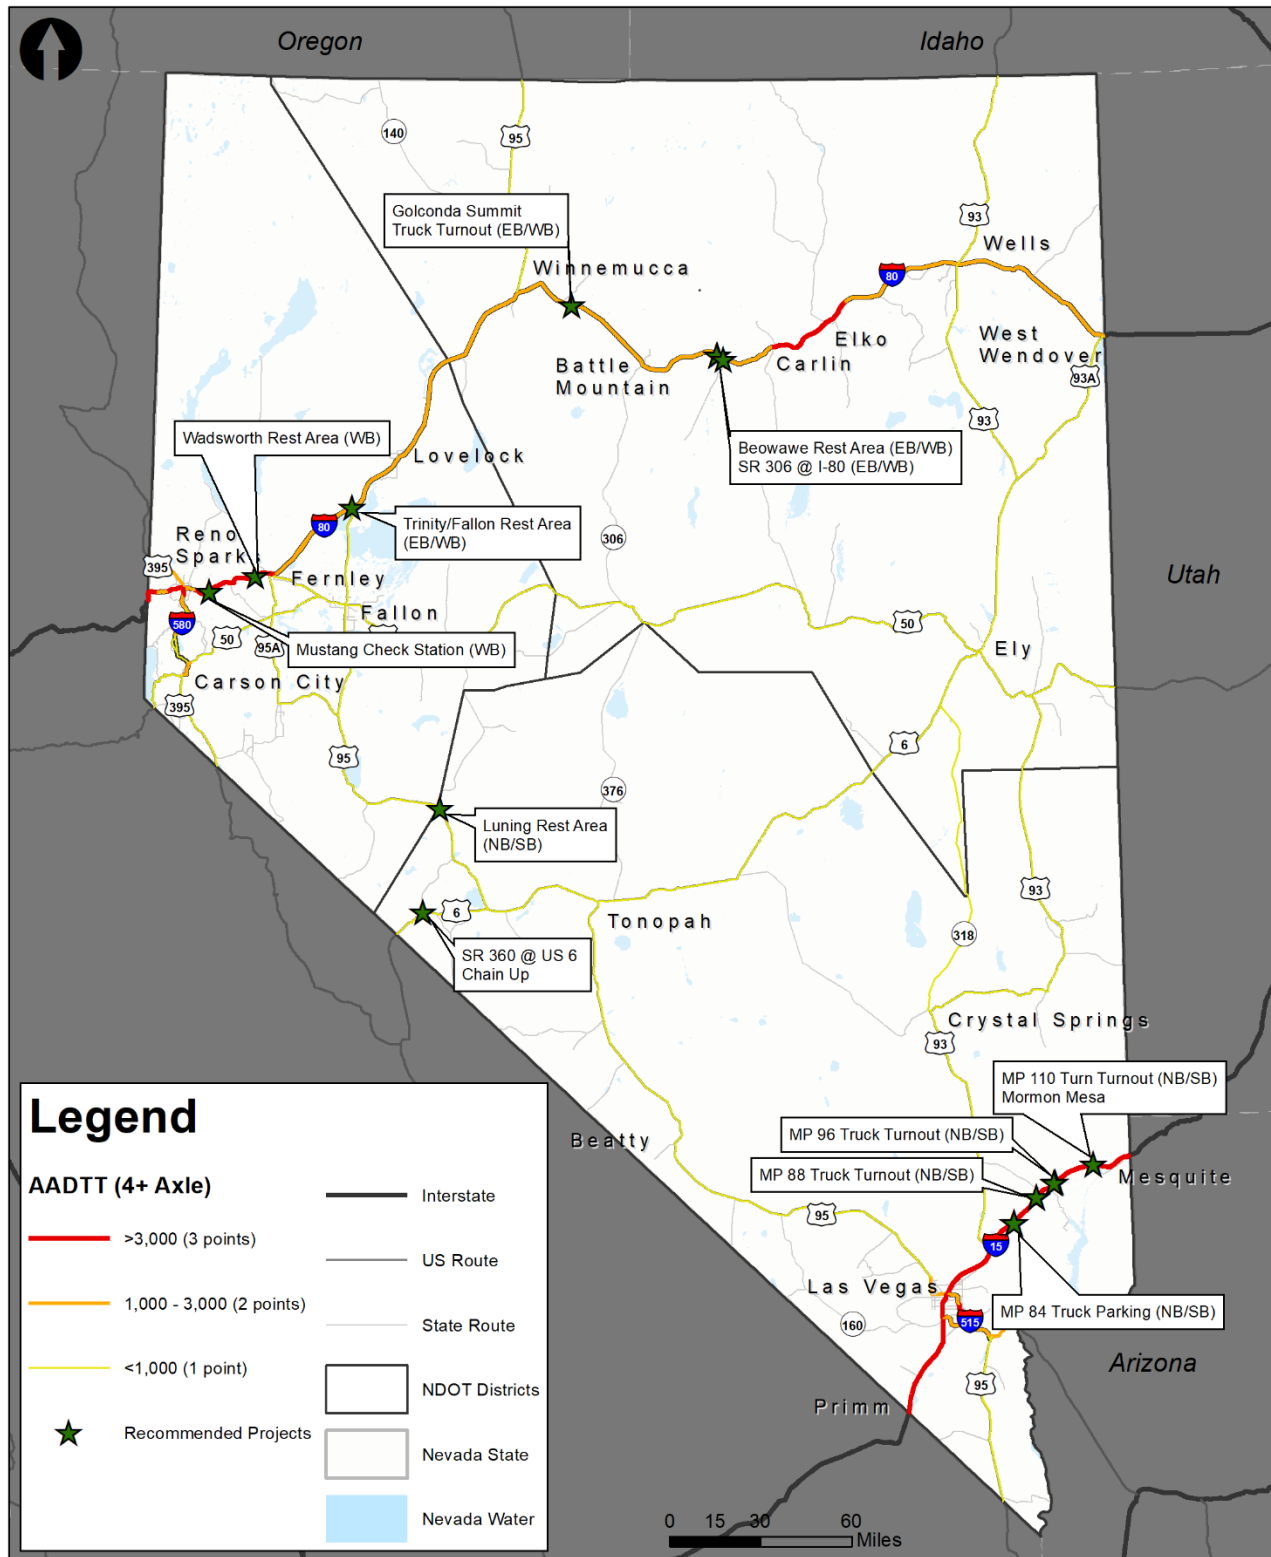 Oregon
Idaho
140
95
Golconda Summit
Truck Turnout (EB/WB)
93
Wells
80
Winnemucca
Elko
West
Wendover
Battle
Mountain
Carlin
93A
93
Wadsworth Rest Area (WB)
Lovelock
Beowawe Rest Area (EB/WB)
SR 306 @ I-80 (EB/WB)
80
Trinity/Fallon Rest Area
(EB/WB)
306
Reno
Sparks
395
Fernley
Utah
Fallon
580
50
95A
50
Mustang Check Station (WB)
Ely
Carson City
395
6
95
376
Luning Rest Area
(NB/SB)
93
6
Tonopah
318
SR 360 @ US 6
Chain Up
Crystal Springs
93
MP 110 Turn Turnout (NB/SB)
Mormon Mesa
MP 96 Truck Turnout (NB/SB)
Beatty
MP 88 Truck Turnout (NB/SB)
Mesquite
95
15
Las Vegas
MP 84 Truck Parking (NB/SB)
160
515
Arizona
95
Primm
Legend
AADTT (4+ Axle)
>3,000 (3 points)
1,000 - 3,000 (2 points)
<1,000 (1 point)
Recommended Projects
Interstate
US Route
State Route
NDOT Districts
Nevada State
Nevada Water
0 15 30 60
Miles